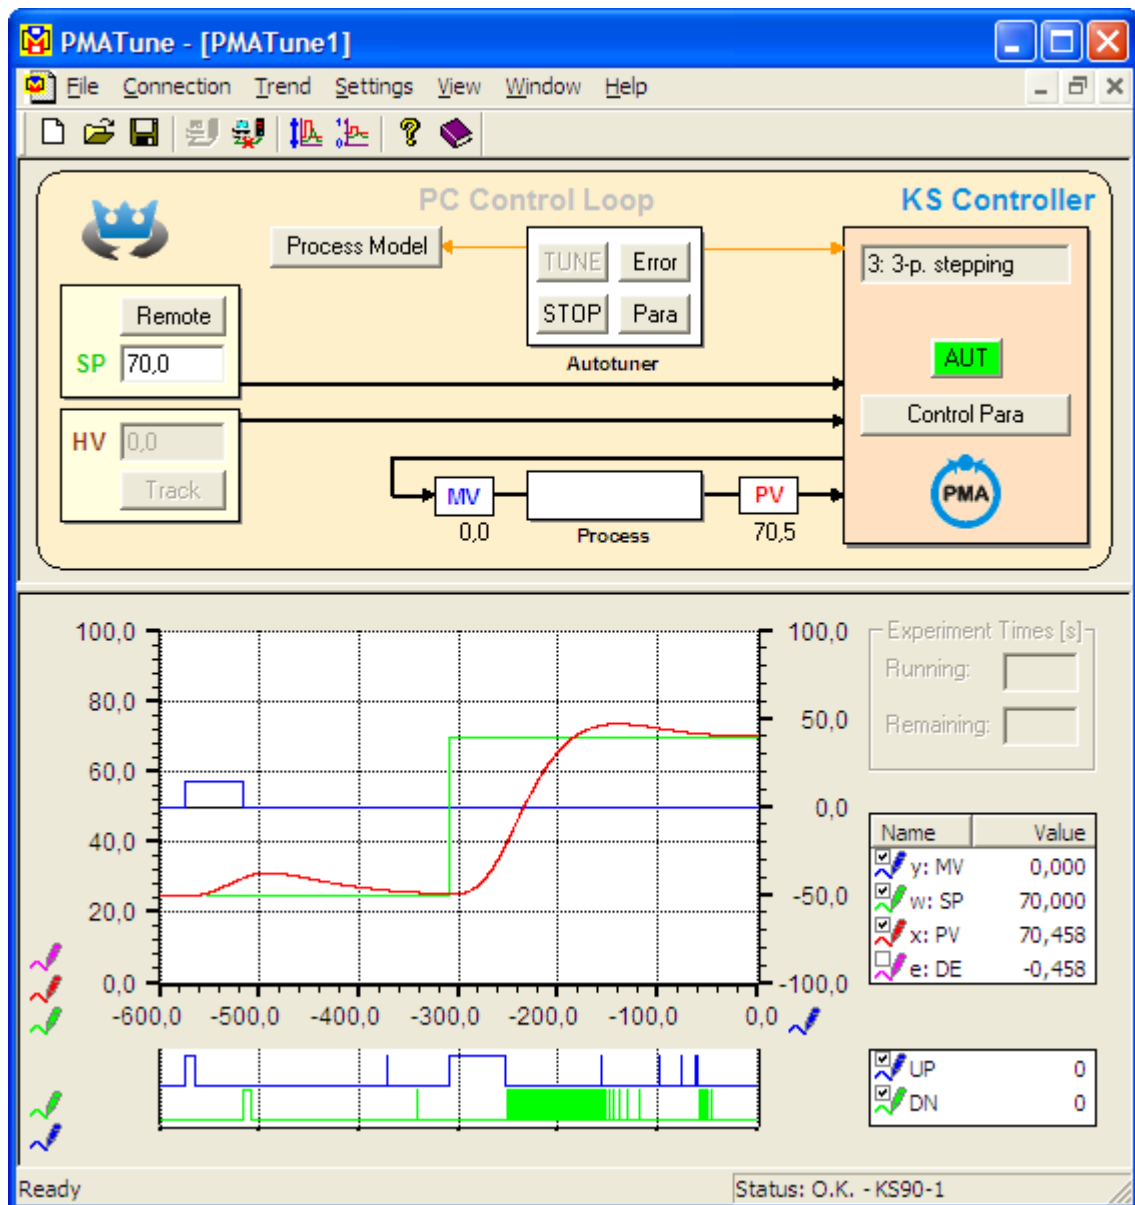 PMATune - [PMATune1]
File Connection Trend Settings View Window Help
PC Control Loop
KS Controller
Process Model
TUNE Error
STOP Para
Autotuner
3: 3-p. stepping
Remote
SP 70,0
AUT
Control Para
HV 0,0
Track
MV
0,0
Process
PV
70,5
PMA
100,0
80,0
60,0
40,0
20,0
0,0
100,0
50,0
0,0
-50,0
-100,0
-600,0 -500,0 -400,0 -300,0 -200,0 -100,0 0,0
Experiment Times [s]
Running:
Remaining:
Name Value
y: MV 0,000
w: SP 70,000
x: PV 70,458
e: DE -0,458
UP 0
DN 0
Ready
Status: O.K. - KS90-1